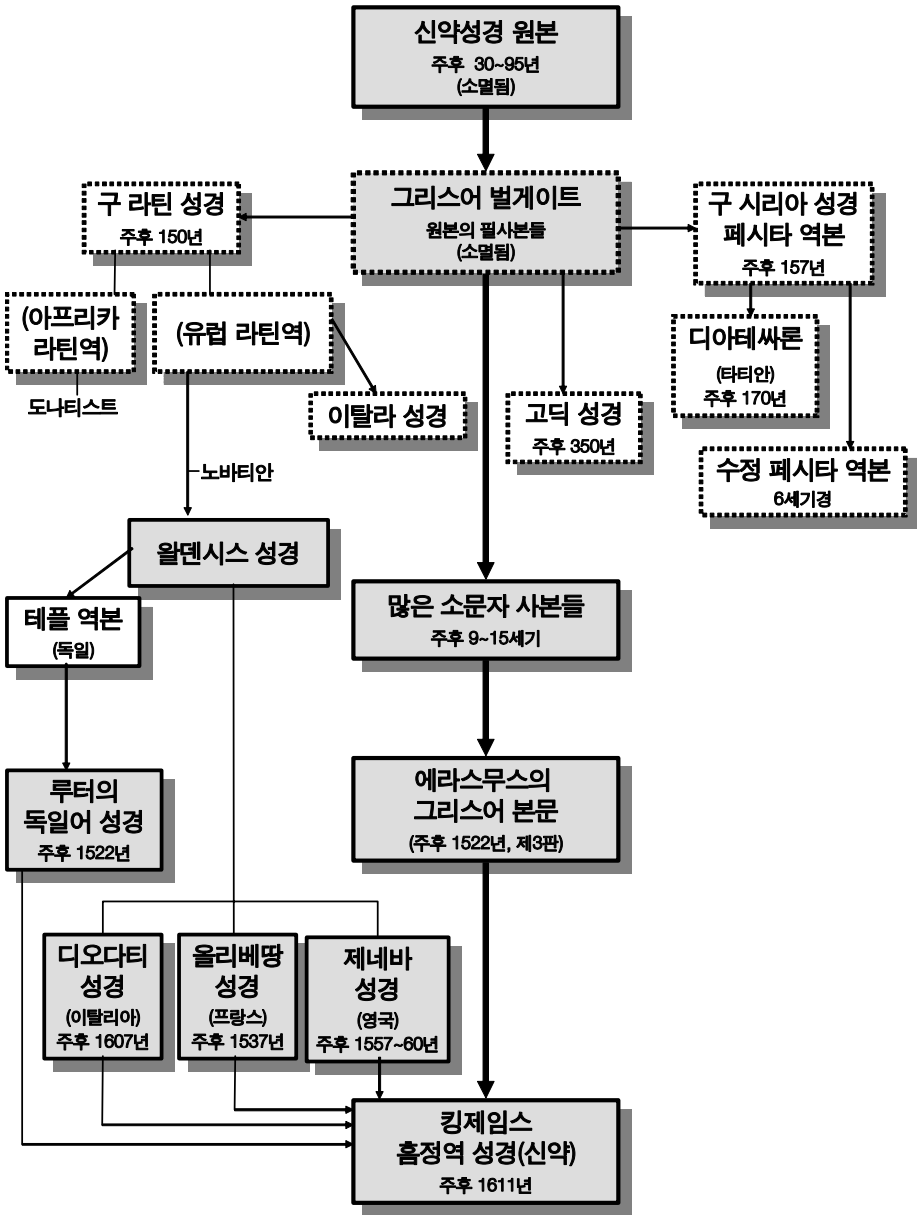 신약성경 원본
주후 30~95년
(소멸됨)
구 라틴 성경
주후 150년
그리스어 벌게이트
원본의 필사본들
(소멸됨)
구 시리아 성경
페시타 역본
주후 157년
(아프리카
라틴역)
도나티스트
(유럽 라틴역)
이탈라 성경
고딕 성경
주후 350년
디아테싸론
(타티안)
주후 170년
수정 페시타 역본
6세기경
노바티안
왈덴시스 성경
많은 소문자 사본들
주후 9~15세기
테플 역본
(독일)
루터의
독일어 성경
주후 1522년
에라스무스의
그리스어 본문
(주후 1522년, 제3판)
디오다티
성경
(이탈리아)
주후 1607년
올리베땅
성경
(프랑스)
주후 1537년
제네바
성경
(영국)
주후 1557~60년
킹제임스
흠정역 성경(신약)
주후 1611년